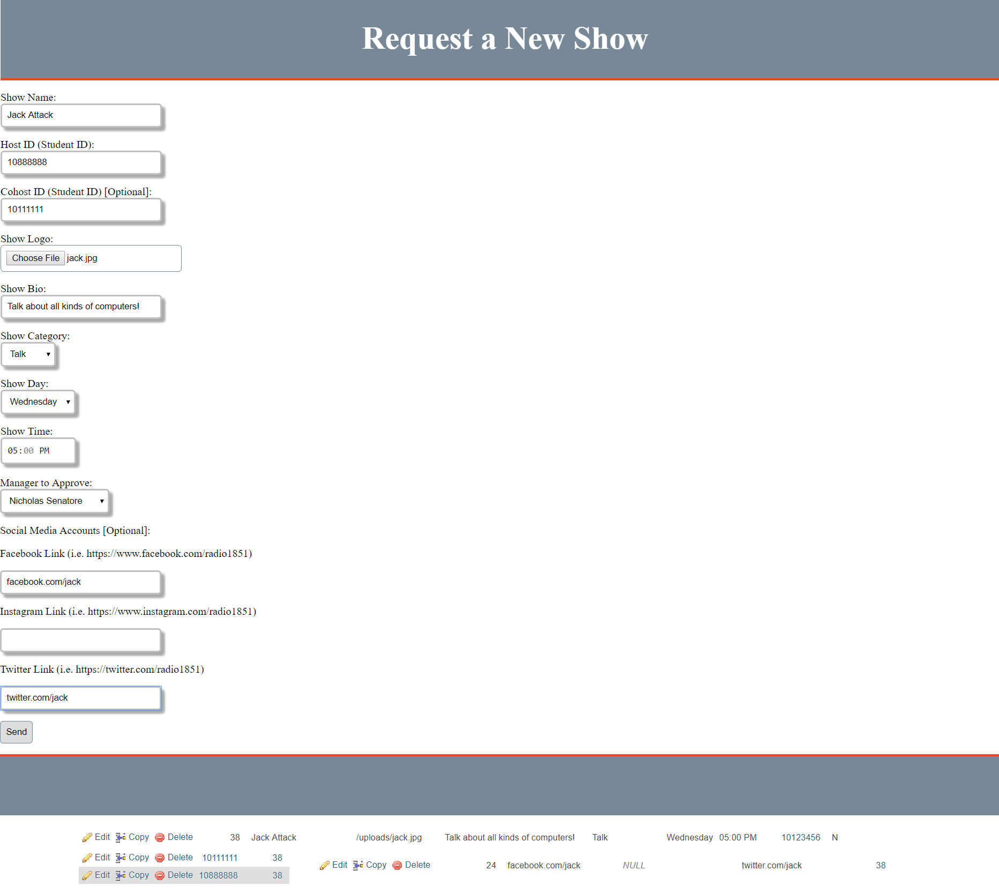 Request a New Show
Show Name:
Jack Attack
Host ID (Student ID):
10888888
Cohost ID (Student ID) [Optional]:
10111111
Show Logo:
Choose File jack.jpg
Show Bio:
Talk about all kinds of computers!
Show Category:
Talk
Show Day:
Wednesday
Show Time:
05:00 PM
Manager to Approve:
Nicholas Senatore
Social Media Accounts [Optional]:
Facebook Link (i.e. https://www.facebook.com/radio1851)
facebook.com/jack
Instagram Link (i.e. https://www.instagram.com/radio1851)
Twitter Link (i.e. https://twitter.com/radio1851)
twitter.com/jack
Send
Edit Copy Delete 38 Jack Attack /uploads/jack.jpg Talk about all kinds of computers! Talk Wednesday 05:00 PM 10123456 N
Edit Copy Delete 10111111 38
Edit Copy Delete 24 facebook.com/jack NULL twitter.com/jack 38
Edit Copy Delete 10888888 38